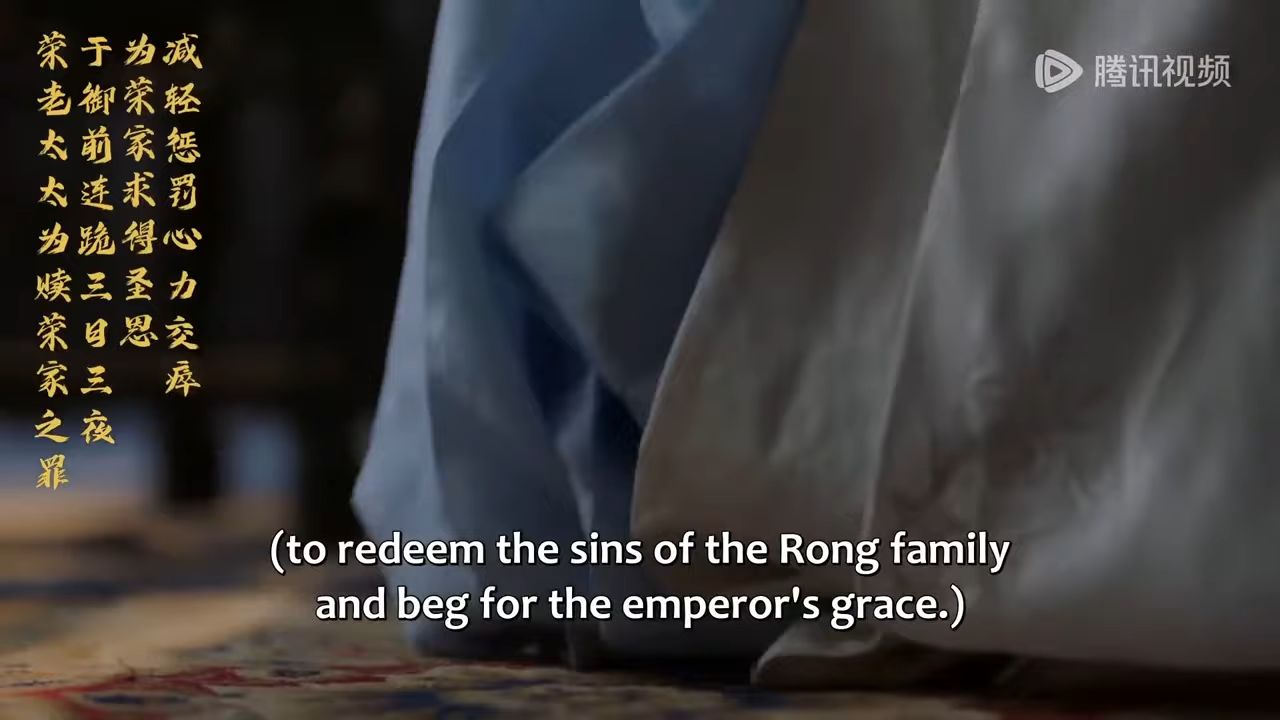 荣老太太为赎荣家之罪
于御前连跪三日三夜
为荣家求得圣恩
减轻惩罚心力交瘁
腾讯视频
(to redeem the sins of the Rong family
and beg for the emperor's grace.)